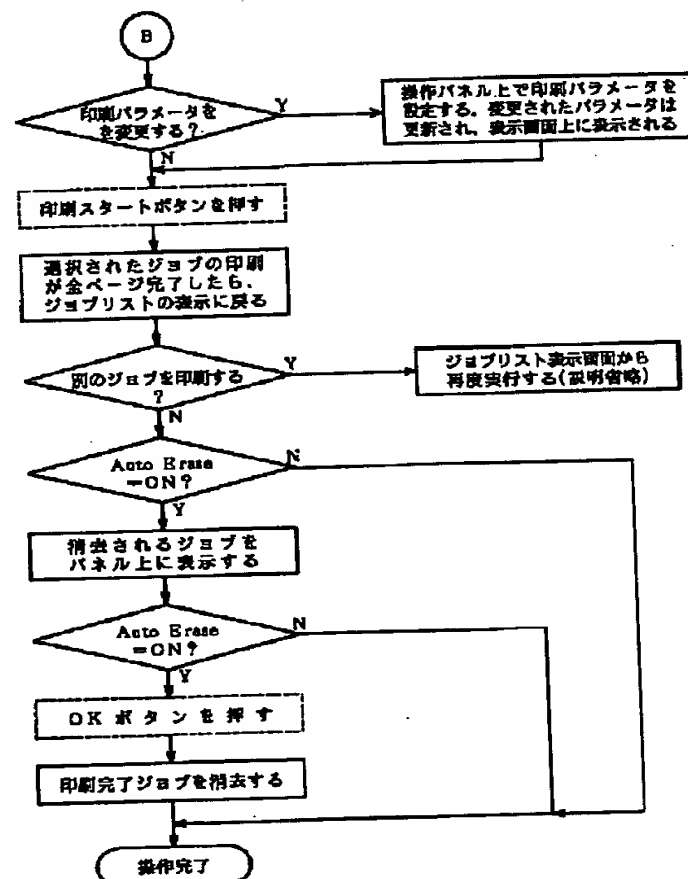 B
印刷パラメータを
を変更する?
Y
操作パネル上で印刷パラメータを
設定する。変更されたパラメータは
更新され、表示画面上に表示される
N
印刷スタートボタンを押す
選択されたジョブの印刷
が全ページ完了したら、
ジョブリストの表示に戻る
別のジョブを印刷する
?
Y
ジョブリスト表示画面から
再度実行する(説明省略)
N
Auto Erase
=ON?
N
Y
消去されるジョブを
パネル上に表示する
Auto Erase
=ON?
N
Y
OKボタンを押す
印刷完了ジョブを消去する
操作完了